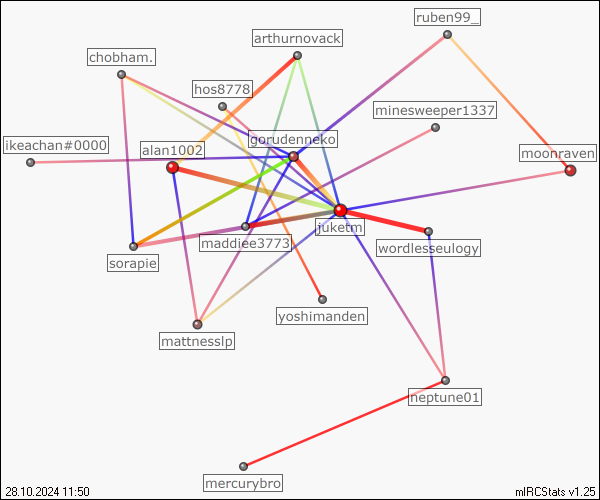 ruben99_
arthurnovack
chobham.
hos8778
minesweeper1337
gorudenneko
ikeachan#0000
alan1002
moonraven
juketm
maddiee3773
wordlesseulogy
sorapie
yoshimanden
mattnesslp
neptune01
mercurybro
28.10.2024 11:50
mIRCStats v1.25